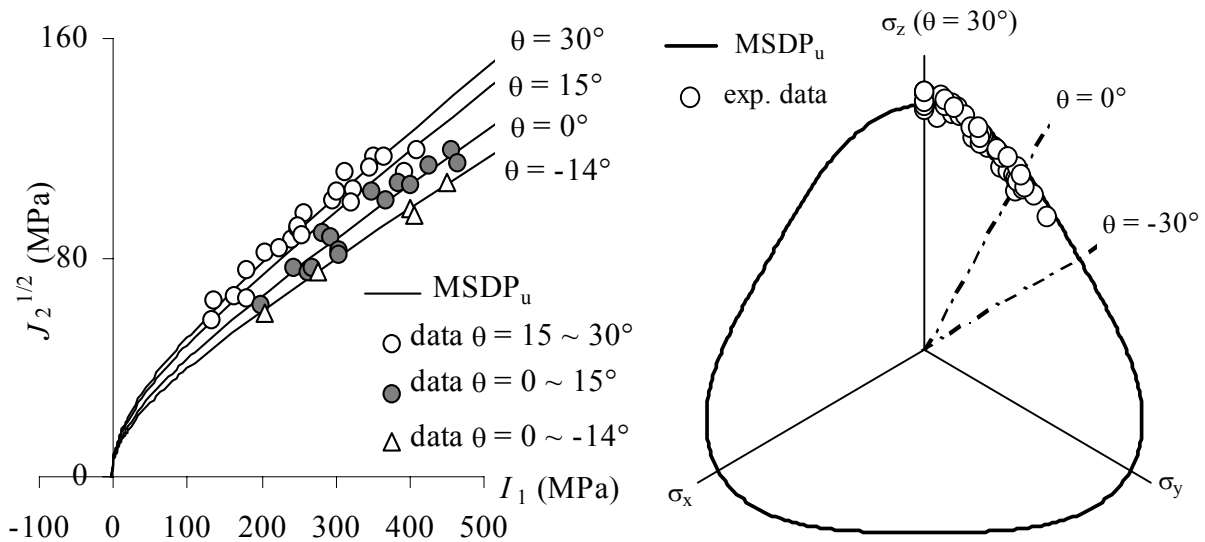 160
80
0
J₂^1/2 (MPa)
θ = 30°
θ = 15°
θ = 0°
θ = -14°
MSDPᵤ
data θ = 15 ~ 30°
data θ = 0 ~ 15°
data θ = 0 ~ -14°
I₁ (MPa)
-100 0 100 200 300 400 500
σz (θ = 30°)
MSDPᵤ
exp. data
θ = 0°
θ = -30°
σx
σy